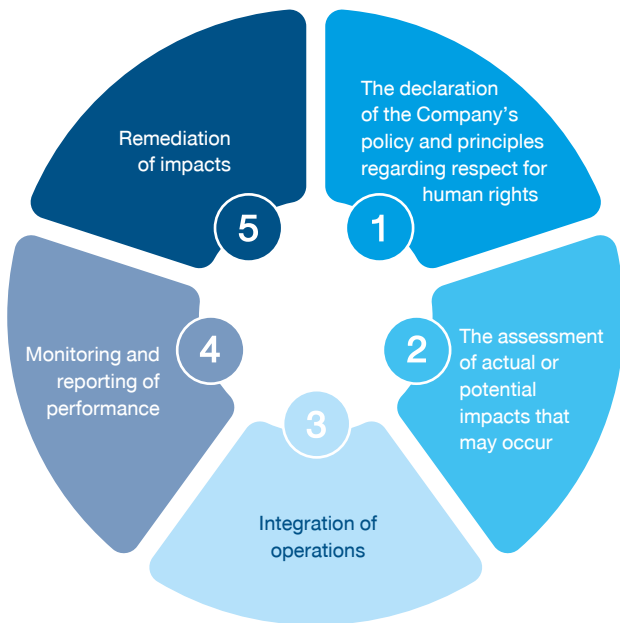 The declaration
of the Company's
policy and principles
regarding respect for
human rights
1
The assessment
of actual or
potential
impacts that
may occur
2
Integration of
operations
3
Monitoring and
reporting of
performance
4
Remediation
of impacts
5